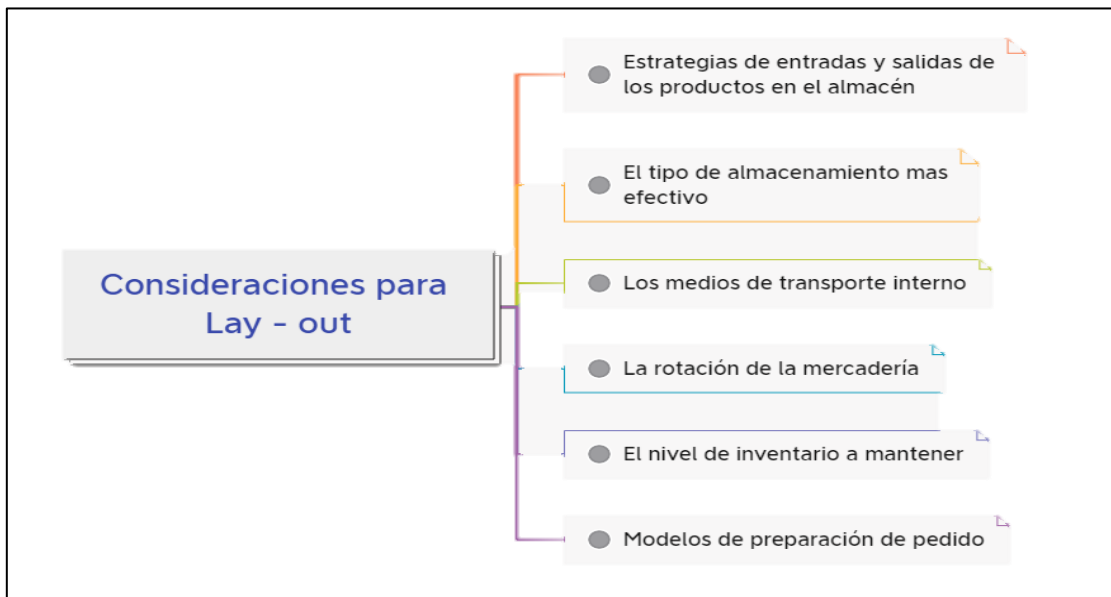 Consideraciones para
Lay - out
Estrategias de entradas y salidas de
los productos en el almacén
El tipo de almacenamiento mas
efectivo
Los medios de transporte interno
La rotación de la mercadería
El nivel de inventario a mantener
Modelos de preparación de pedido